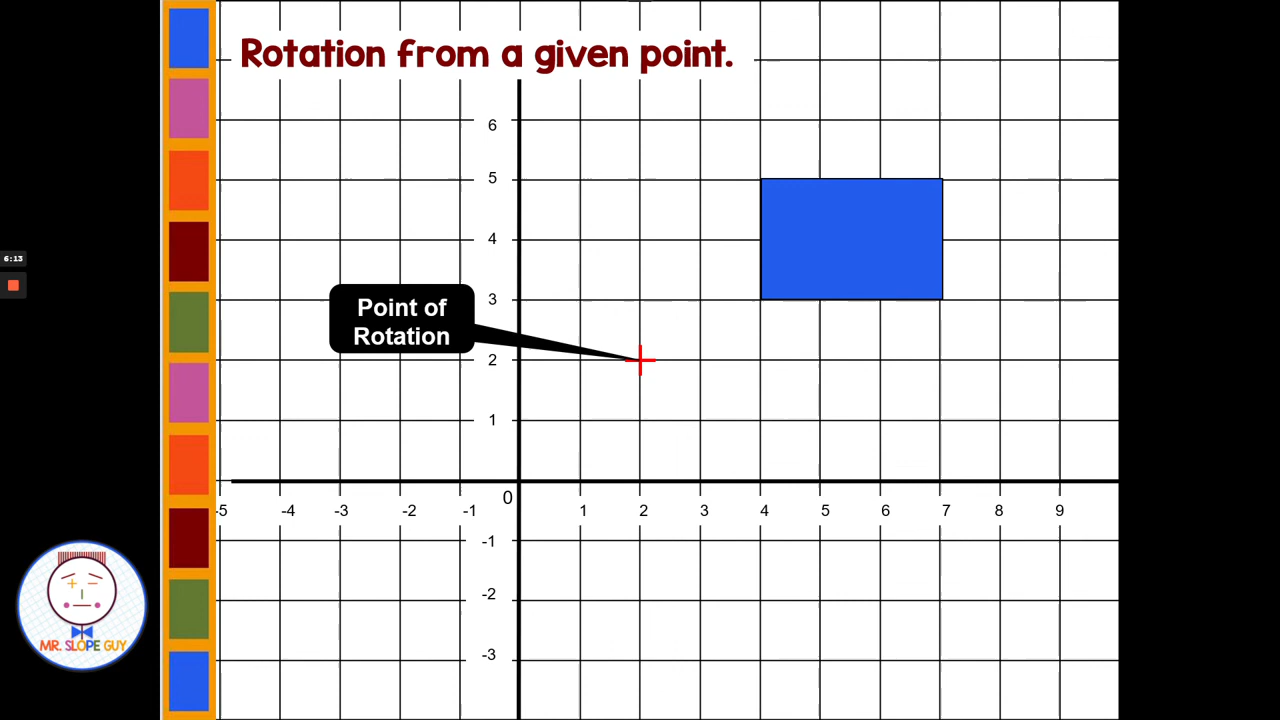 Rotation from a given point.
6
5
4
3
2
1
0
-5 -4 -3 -2 -1 1 2 3 4 5 6 7 8 9
-1
-2
-3
Point of
Rotation
6:13
MR. SLOPE GUY